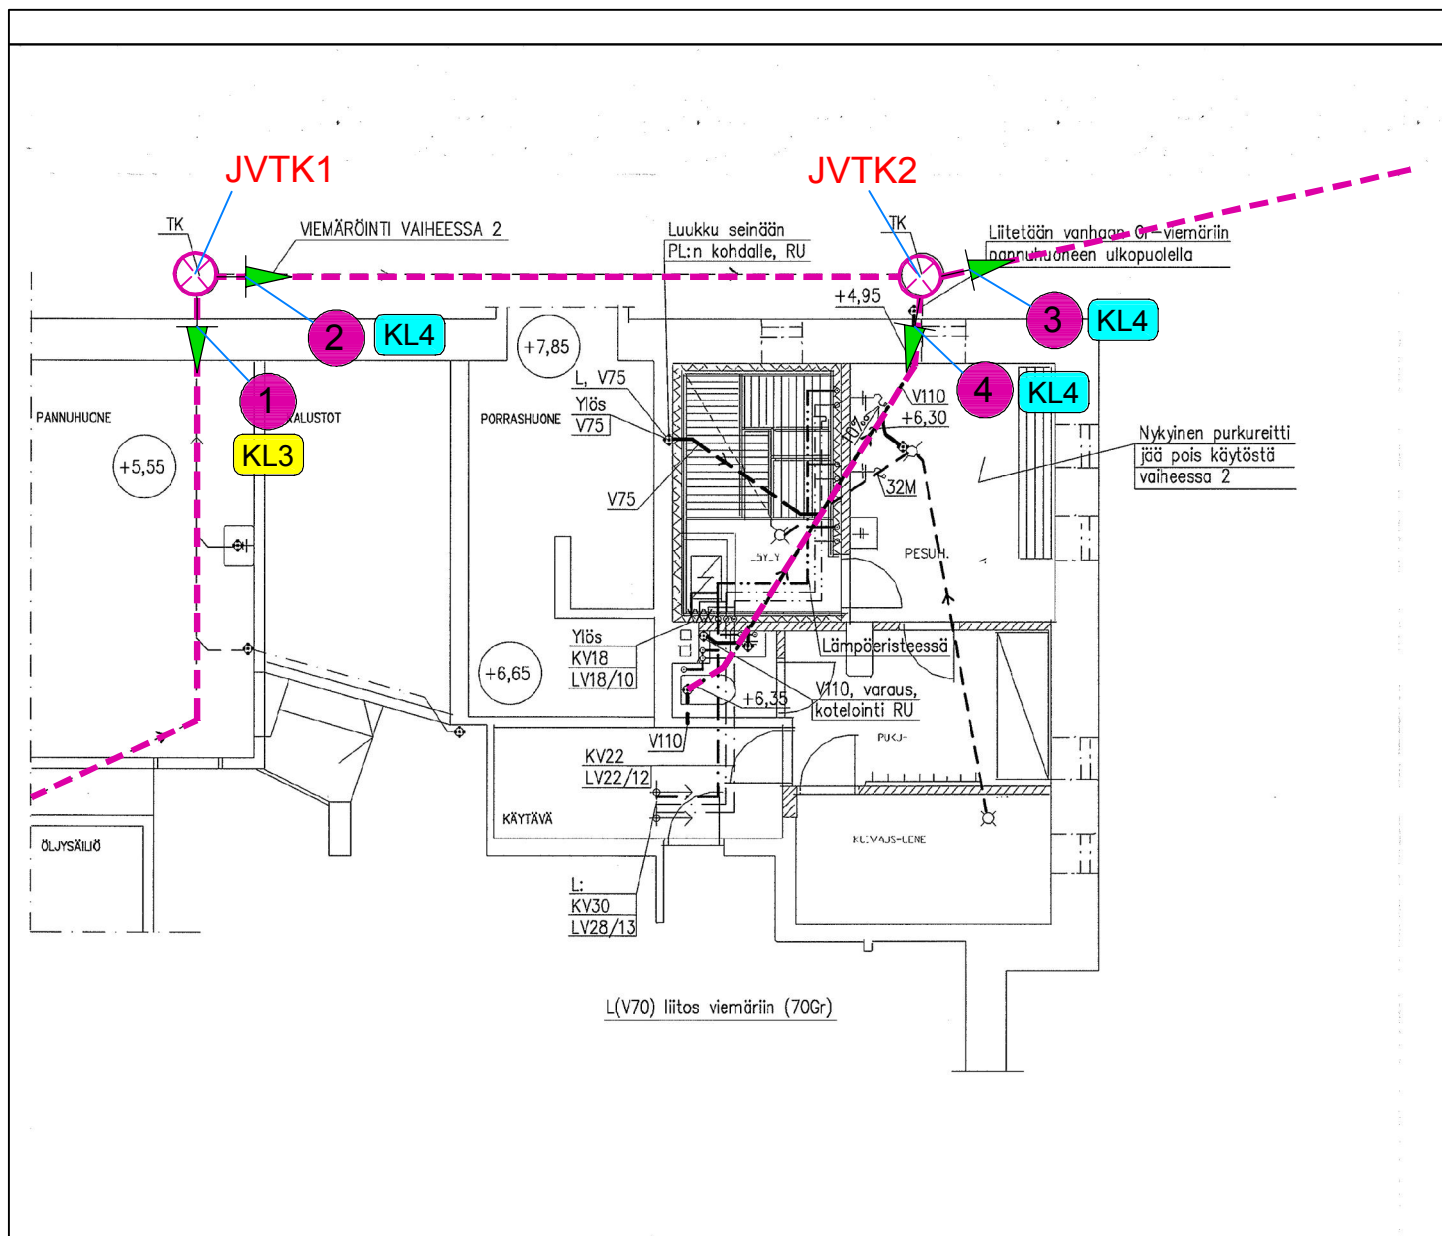 JVTK1
JVTK2
TK
VIEMÄRÖINTI VAIHEESSA 2
Luukku seinään
PL:n kohdalle, RU
TK
Liitetään vanhaan Gr-viemäriin
pannuhuoneen ulkopuolella
+4,95
2
KL4
3
KL4
+7,85
1
KL3
L, V75
Ylös
V75
4
KL4
V110
+6,30
PANNUHUONE
KALUSTOT
PORRASHUONE
+5,55
Nykyinen purkureitti
jää pois käytöstä
vaiheessa 2
V75
32M
PESUH.
Ylös
KV18
LV18/10
Lämpöeristeessä
+6,65
+6,35
V110, varaus,
kotelointi RU
V110
KV22
LV22/12
KÄYTÄVÄ
ÖLJYSÄILIÖ
L:
KV30
LV28/13
L(V70) liitos viemäriin (70Gr)